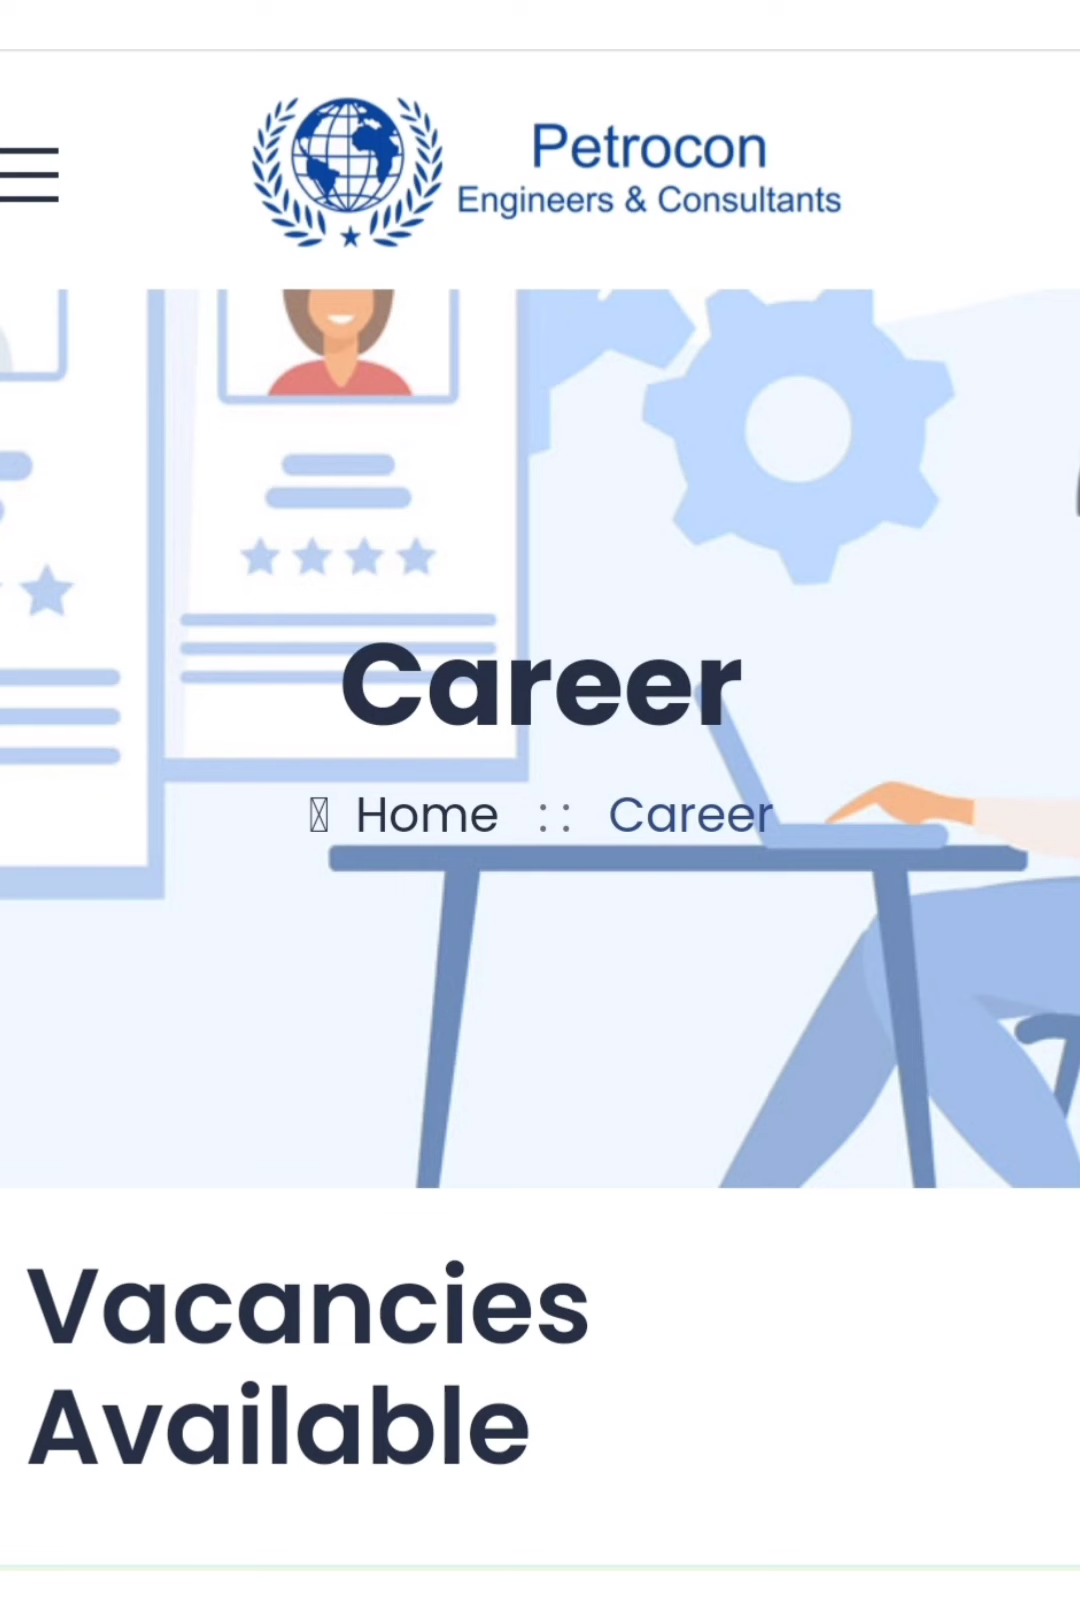 Petrocon
Engineers & Consultants
Career
Home :: Career
Vacancies
Available